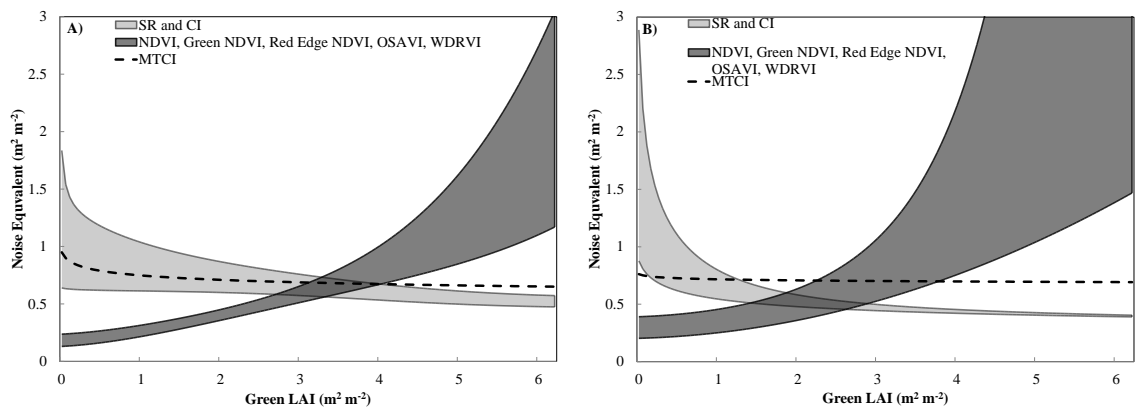 A)
SR and CI
NDVI, Green NDVI, Red Edge NDVI, OSAVI, WDRVI
MTCI
3
2.5
2
1.5
1
0.5
0
Noise Equvalent (m² m⁻²)
0 1 2 3 4 5 6
Green LAI (m² m⁻²)
B)
SR and CI
NDVI, Green NDVI, Red Edge NDVI,
OSAVI, WDRVI
MTCI
3
2.5
2
1.5
1
0.5
0
Noise Equvalent (m² m⁻²)
0 1 2 3 4 5 6
Green LAI (m² m⁻²)